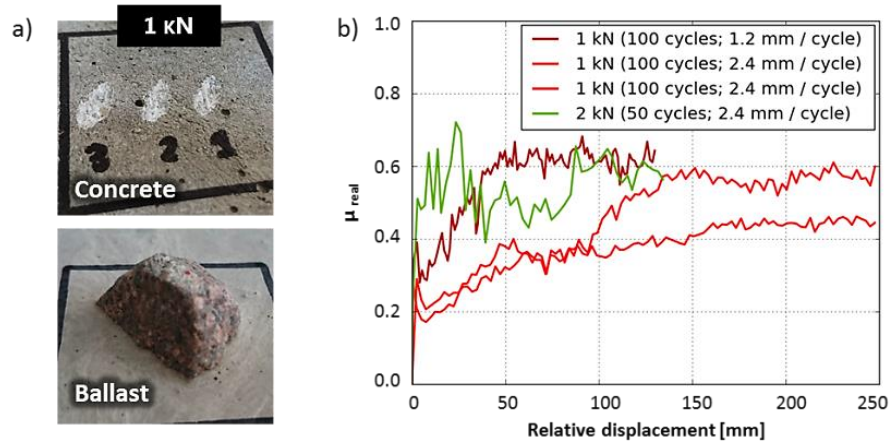 a)
1 KN
3 2 1
Concrete
Ballast
b)
1 kN (100 cycles; 1.2 mm / cycle)
1 kN (100 cycles; 2.4 mm / cycle)
1 kN (100 cycles; 2.4 mm / cycle)
2 kN (50 cycles; 2.4 mm / cycle)
1.0
0.8
0.6
0.4
0.2
0.0
μ real
0 50 100 150 200 250
Relative displacement [mm]